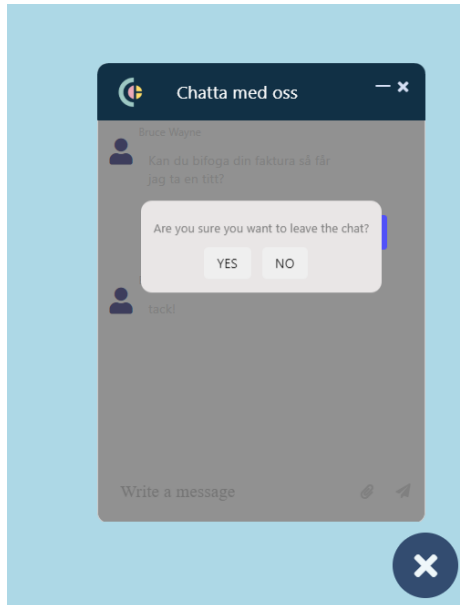 Chatta med oss
Bruce Wayne
Kan du bifoga din faktura så får
jag ta en titt?
Are you sure you want to leave the chat?
YES NO
tack!
Write a message